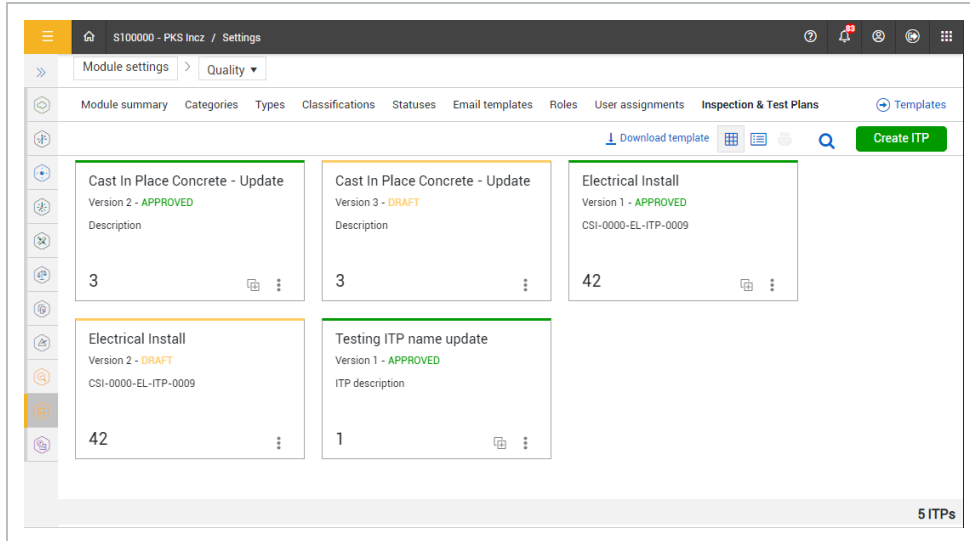 S100000 - PKS Incz / Settings
83
Module settings > Quality
Module summary Categories Types Classifications Statuses Email templates Roles User assignments Inspection & Test Plans Templates
Download template Create ITP
Cast In Place Concrete - Update
Version 2 - APPROVED
Description
3
Cast In Place Concrete - Update
Version 3 - DRAFT
Description
3
Electrical Install
Version 1 - APPROVED
CSI-0000-EL-ITP-0009
42
Electrical Install
Version 2 - DRAFT
CSI-0000-EL-ITP-0009
42
Testing ITP name update
Version 1 - APPROVED
ITP description
1
5 ITPs